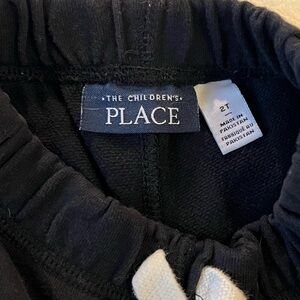 • THE CHILDREN'S •
PLACE
2T
MADE IN
PAKISTAN
FABRIQUÉ AU
PAKISTAN